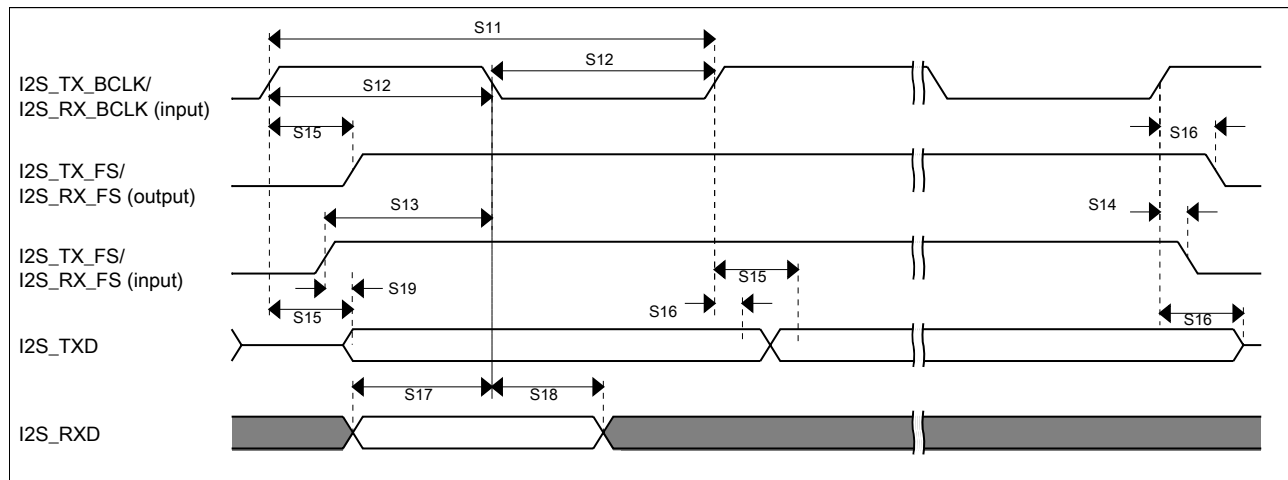 S11
I2S_TX_BCLK/
I2S_RX_BCLK (input)
S12
S12
S15
S16
I2S_TX_FS/
I2S_RX_FS (output)
S13
S14
I2S_TX_FS/
I2S_RX_FS (input)
S15
S19
S15
S16
S16
I2S_TXD
S17
S18
I2S_RXD